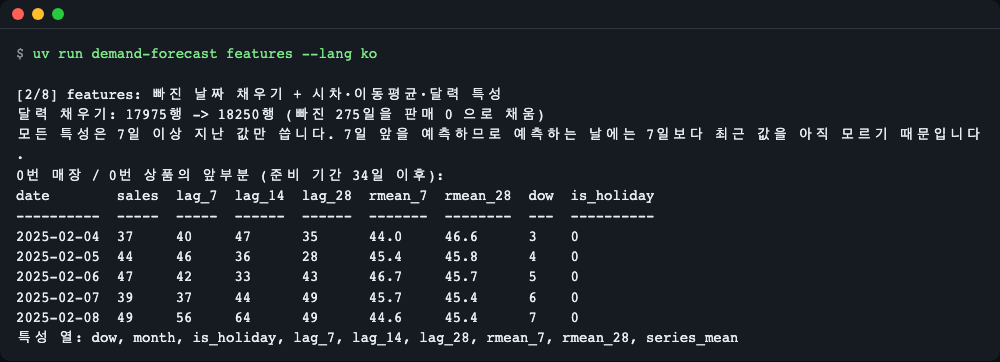 $ uv run demand-forecast features --lang ko
[2/8] features: 빠진 날짜 채우기 + 시차·이동평균·달력 특성
달력 채우기: 17975행 -> 18250행 (빠진 275일을 판매 0 으로 채움)
모든 특성은 7일 이상 지난 값만 씁니다. 7일 앞을 예측하므로 예측하는 날에는 7일보다 최근 값을 아직 모르기 때문입니다
.
0번 매장 / 0번 상품의 앞부분 (준비 기간 34일 이후):
date        sales  lag_7  lag_14  lag_28  rmean_7  rmean_28  dow  is_holiday
----------  -----  -----  ------  ------  -------  --------  ---  ----------
2025-02-04  37     40     47      35      44.0     46.6      3    0
2025-02-05  44     46     36      28      45.4     45.8      4    0
2025-02-06  47     42     33      43      46.7     45.7      5    0
2025-02-07  39     37     44      49      45.7     45.4      6    0
2025-02-08  49     56     64      49      44.6     45.4      7    0
특성 열: dow, month, is_holiday, lag_7, lag_14, lag_28, rmean_7, rmean_28, series_mean